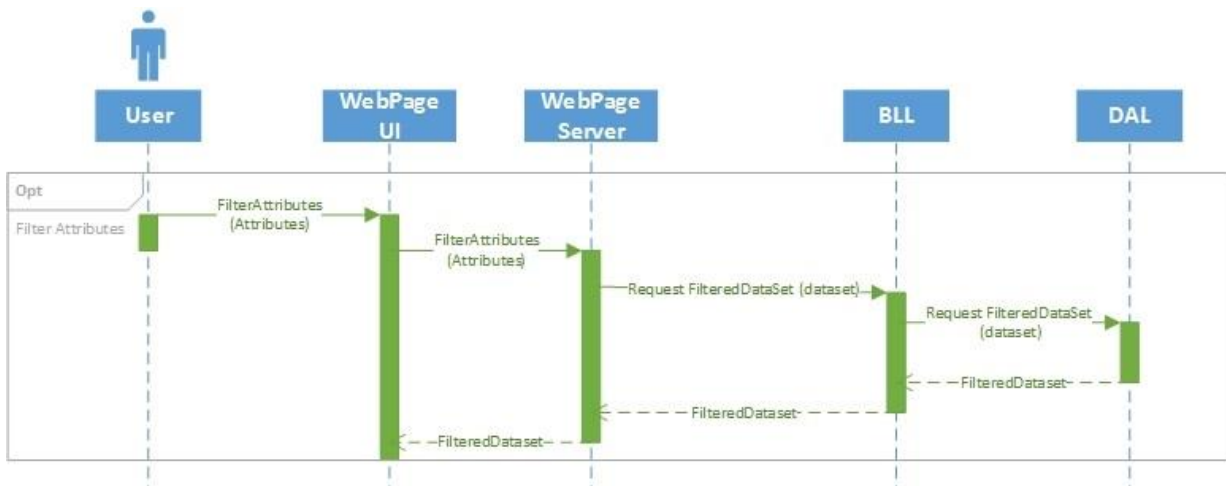 User
WebPage
UI
WebPage
Server
BLL
DAL
Opt
Filter Attributes
FilterAttributes
(Attributes)
FilterAttributes
(Attributes)
Request FilteredDataSet (dataset)
Request FilteredDataSet
(dataset)
FilteredDataset
FilteredDataset
FilteredDataset